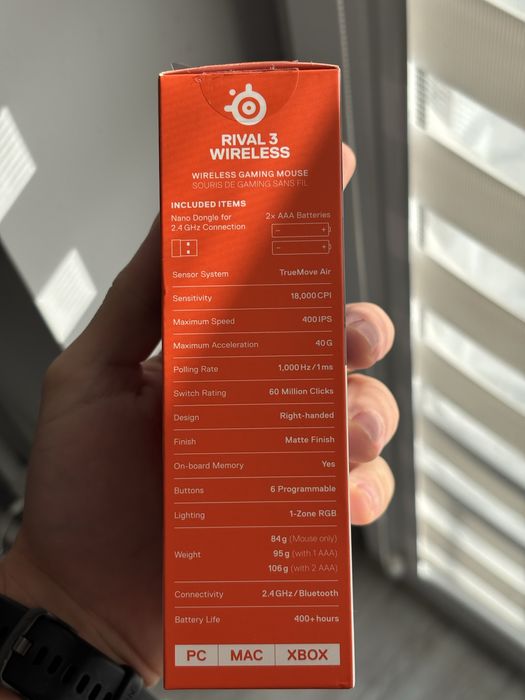 RIVAL 3
WIRELESS
WIRELESS GAMING MOUSE
SOURIS DE GAMING SANS FIL
INCLUDED ITEMS
Nano Dongle for
2.4 GHz Connection
2x AAA Batteries
Sensor System TrueMove Air
Sensitivity 18,000 CPI
Maximum Speed 400 IPS
Maximum Acceleration 40 G
Polling Rate 1,000 Hz / 1 ms
Switch Rating 60 Million Clicks
Design Right-handed
Finish Matte Finish
On-board Memory Yes
Buttons 6 Programmable
Lighting 1-Zone RGB
Weight 84 g (Mouse only)
95 g (with 1 AAA)
106 g (with 2 AAA)
Connectivity 2.4 GHz / Bluetooth
Battery Life 400+ hours
PC MAC XBOX